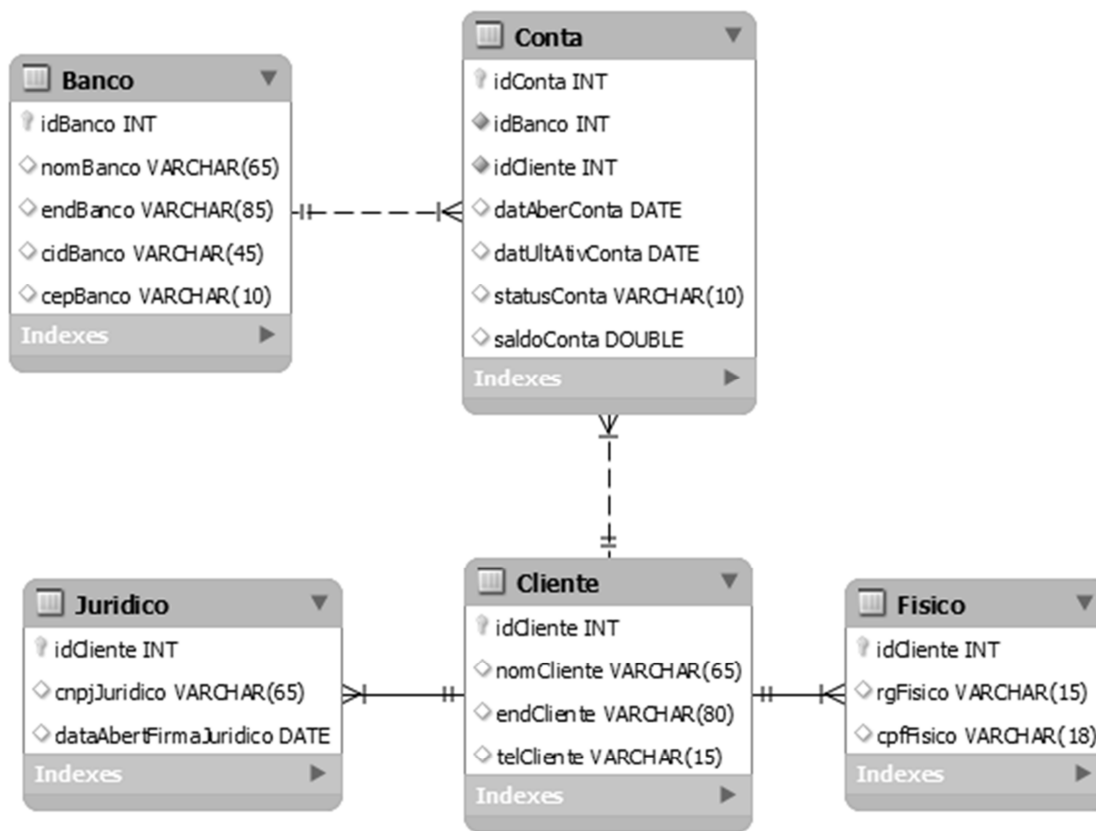 Banco
idBanco INT
nomBanco VARCHAR(65)
endBanco VARCHAR(85)
cidBanco VARCHAR(45)
cepBanco VARCHAR(10)
Indexes
Conta
idConta INT
idBanco INT
idCliente INT
datAberConta DATE
datUltAtivConta DATE
statusConta VARCHAR(10)
saldoConta DOUBLE
Indexes
Juridico
idCliente INT
cnpjJuridico VARCHAR(65)
dataAbertFirmaJuridico DATE
Indexes
Cliente
idCliente INT
nomCliente VARCHAR(65)
endCliente VARCHAR(80)
telCliente VARCHAR(15)
Indexes
Fisico
idCliente INT
rgFisico VARCHAR(15)
cpfFisico VARCHAR(18)
Indexes